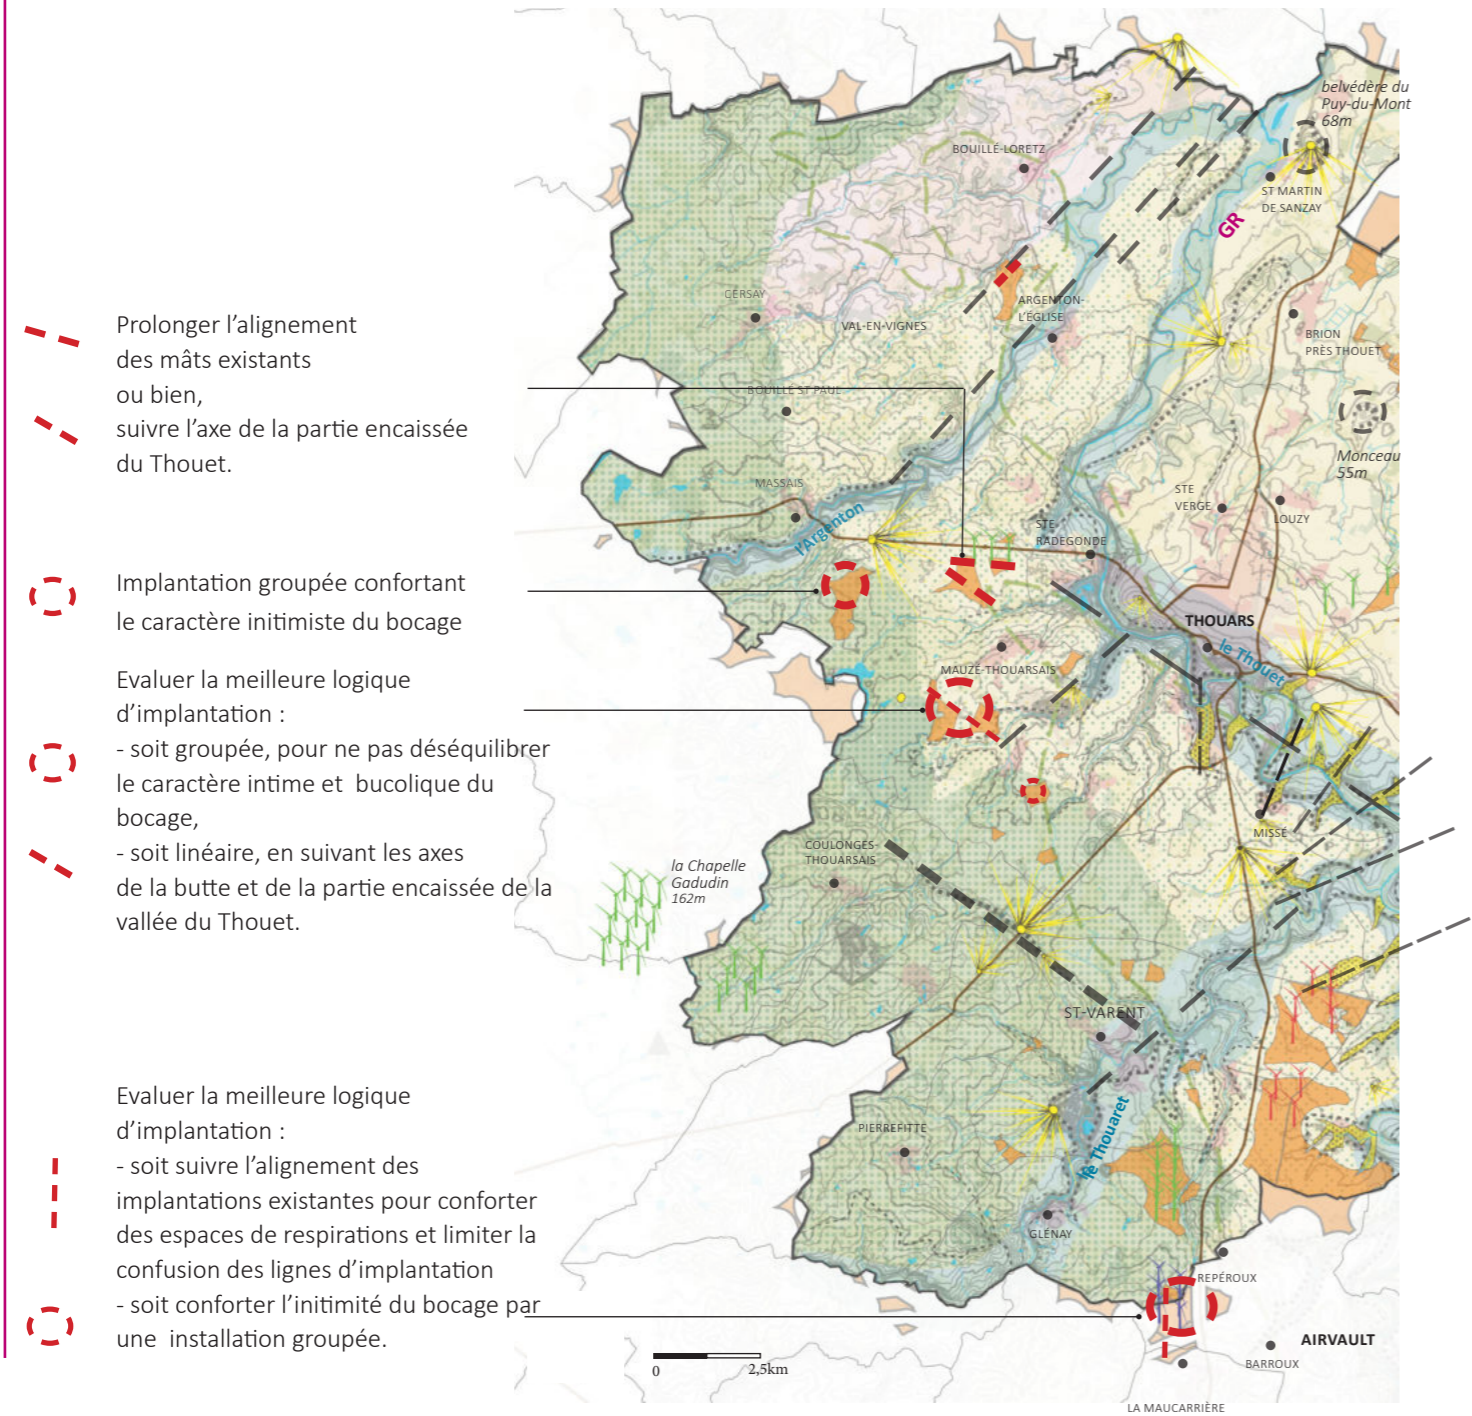 Prolonger l’alignement
des mâts existants
ou bien,
suivre l’axe de la partie encaissée
du Thouet.
Implantation groupée confortant
le caractère initimiste du bocage
Evaluer la meilleure logique
d’implantation :
- soit groupée, pour ne pas déséquilibrer
le caractère intime et bucolique du
bocage,
- soit linéaire, en suivant les axes
de la butte et de la partie encaissée de la
vallée du Thouet.
Evaluer la meilleure logique
d’implantation :
- soit suivre l’alignement des
implantations existantes pour conforter
des espaces de respirations et limiter la
confusion des lignes d’implantation
- soit conforter l’initimité du bocage par
une installation groupée.
belvédère du
Puy-du-Mont
68m
BOUILLÉ-LORETZ
ST MARTIN
DE SANZAY
GR
CERSAY
VAL-EN-VIGNES
ARGENTON-
L’ÉGLISE
BRION
PRÈS THOUET
BOUILLÉ ST PAUL
Monceau
55m
MASSAIS
l’Argenton
STE
RADEGONDE
STE
VERGE
LOUZY
THOUARS
le Thouet
MAUZÉ-THOUARSAIS
MISSÉ
COULONGES-
THOUARSAIS
la Chapelle
Gadudin
162m
ST-VARENT
PIERREFITTE
le Thouaret
GLÉNAY
REPÉROUX
AIRVAULT
BARROUX
LA MAUCARRIÈRE
0
2,5km